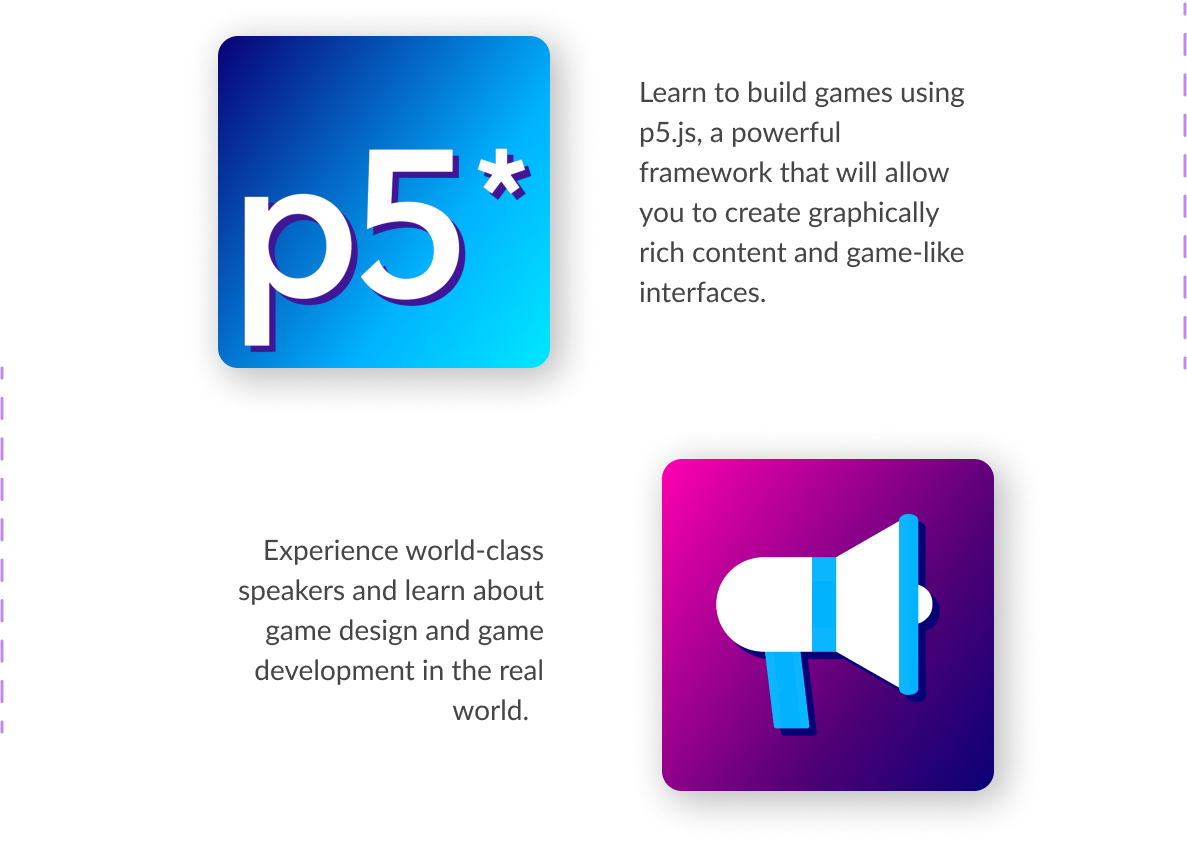 p5*
Learn to build games using
p5.js, a powerful
framework that will allow
you to create graphically
rich content and game-like
interfaces.
Experience world-class
speakers and learn about
game design and game
development in the real
world.